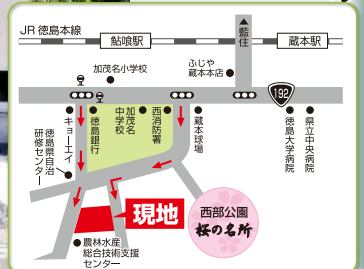 JR 徳島本線
鮎喰駅
▲藍住
蔵本駅
加茂名小学校
ふじや
蔵本本店
192
キョーエイ
徳島県自治
研修センター
徳島銀行
加茂名
中学校
西消防署
蔵本球場
徳島大学病院
県立中央病院
現地
西部公園
桜の名所
農林水産
総合技術支援
センター